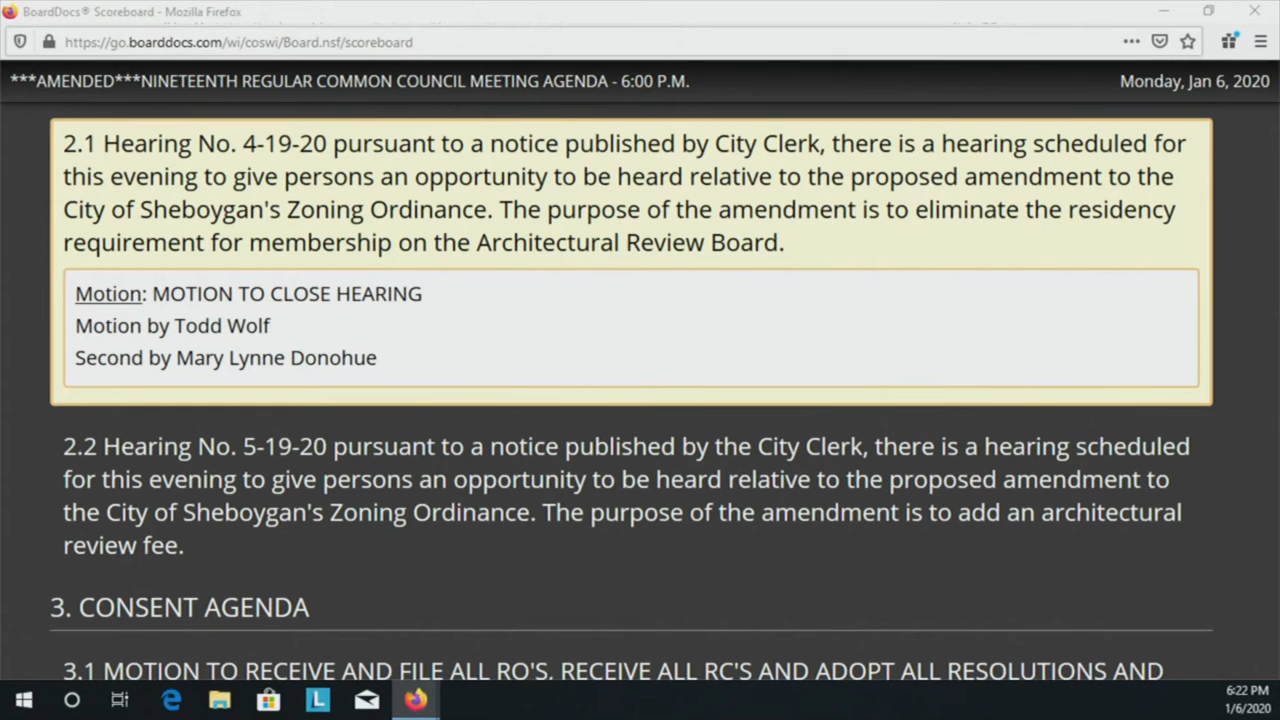 BoardDocs® Scoreboard - Mozilla Firefox
https://go.boarddocs.com/wi/coswi/Board.nsf/scoreboard
***AMENDED***NINETEENTH REGULAR COMMON COUNCIL MEETING AGENDA - 6:00 P.M.
Monday, Jan 6, 2020
2.1 Hearing No. 4-19-20 pursuant to a notice published by City Clerk, there is a hearing scheduled for
this evening to give persons an opportunity to be heard relative to the proposed amendment to the
City of Sheboygan's Zoning Ordinance. The purpose of the amendment is to eliminate the residency
requirement for membership on the Architectural Review Board.
Motion: MOTION TO CLOSE HEARING
Motion by Todd Wolf
Second by Mary Lynne Donohue
2.2 Hearing No. 5-19-20 pursuant to a notice published by the City Clerk, there is a hearing scheduled
for this evening to give persons an opportunity to be heard relative to the proposed amendment to
the City of Sheboygan's Zoning Ordinance. The purpose of the amendment is to add an architectural
review fee.
3. CONSENT AGENDA
3.1 MOTION TO RECEIVE AND FILE ALL RO'S, RECEIVE ALL RC'S AND ADOPT ALL RESOLUTIONS AND
L
6:22 PM
1/6/2020